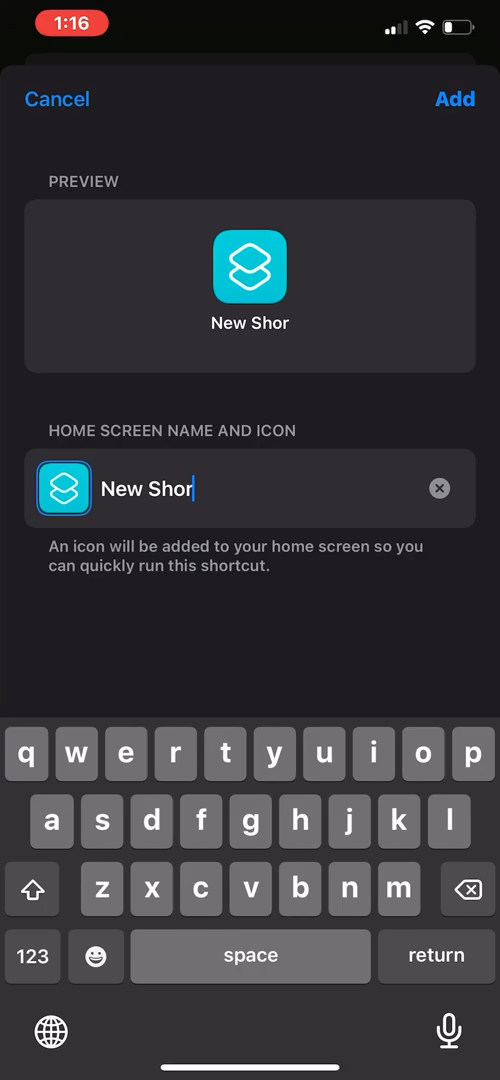 1:16
Cancel
Add
PREVIEW
New Shor
HOME SCREEN NAME AND ICON
New Shor
An icon will be added to your home screen so you
can quickly run this shortcut.
q w e r t y u i o p
a s d f g h j k l
z x c v b n m
123 space return